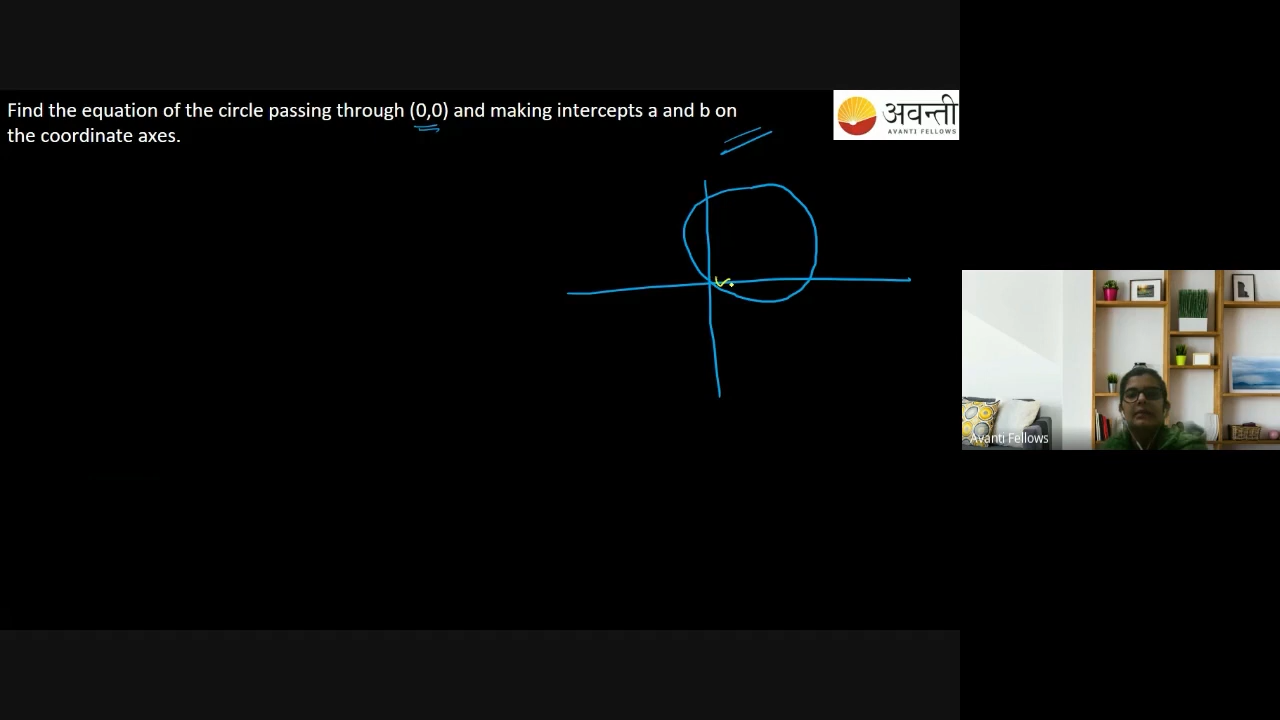 Find the equation of the circle passing through (0,0) and making intercepts a and b on
the coordinate axes.
अवन्ती
AVANTI FELLOWS
Avanti Fellows